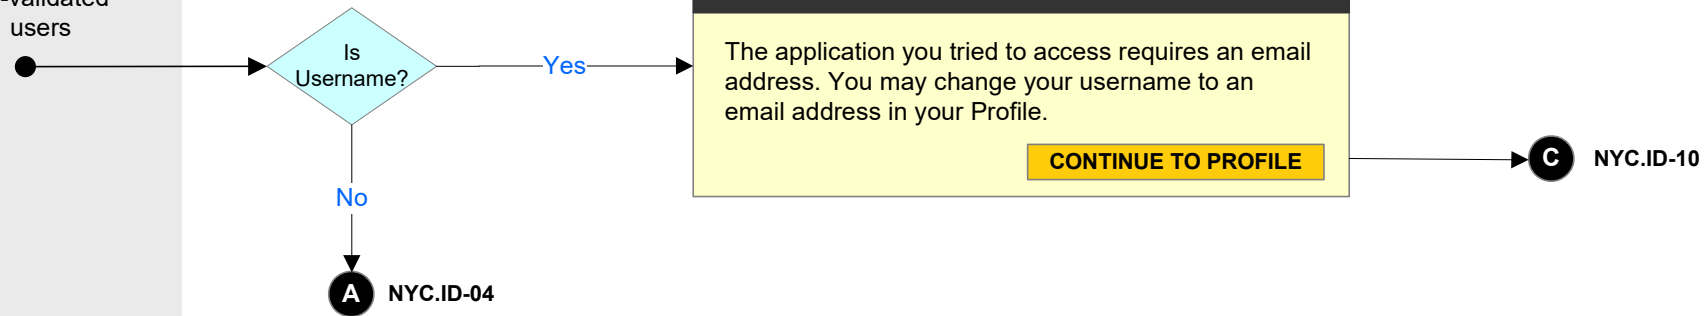 -validated
users
Is
Username?
Yes
The application you tried to access requires an email
address. You may change your username to an
email address in your Profile.
CONTINUE TO PROFILE
C NYC.ID-10
No
A NYC.ID-04